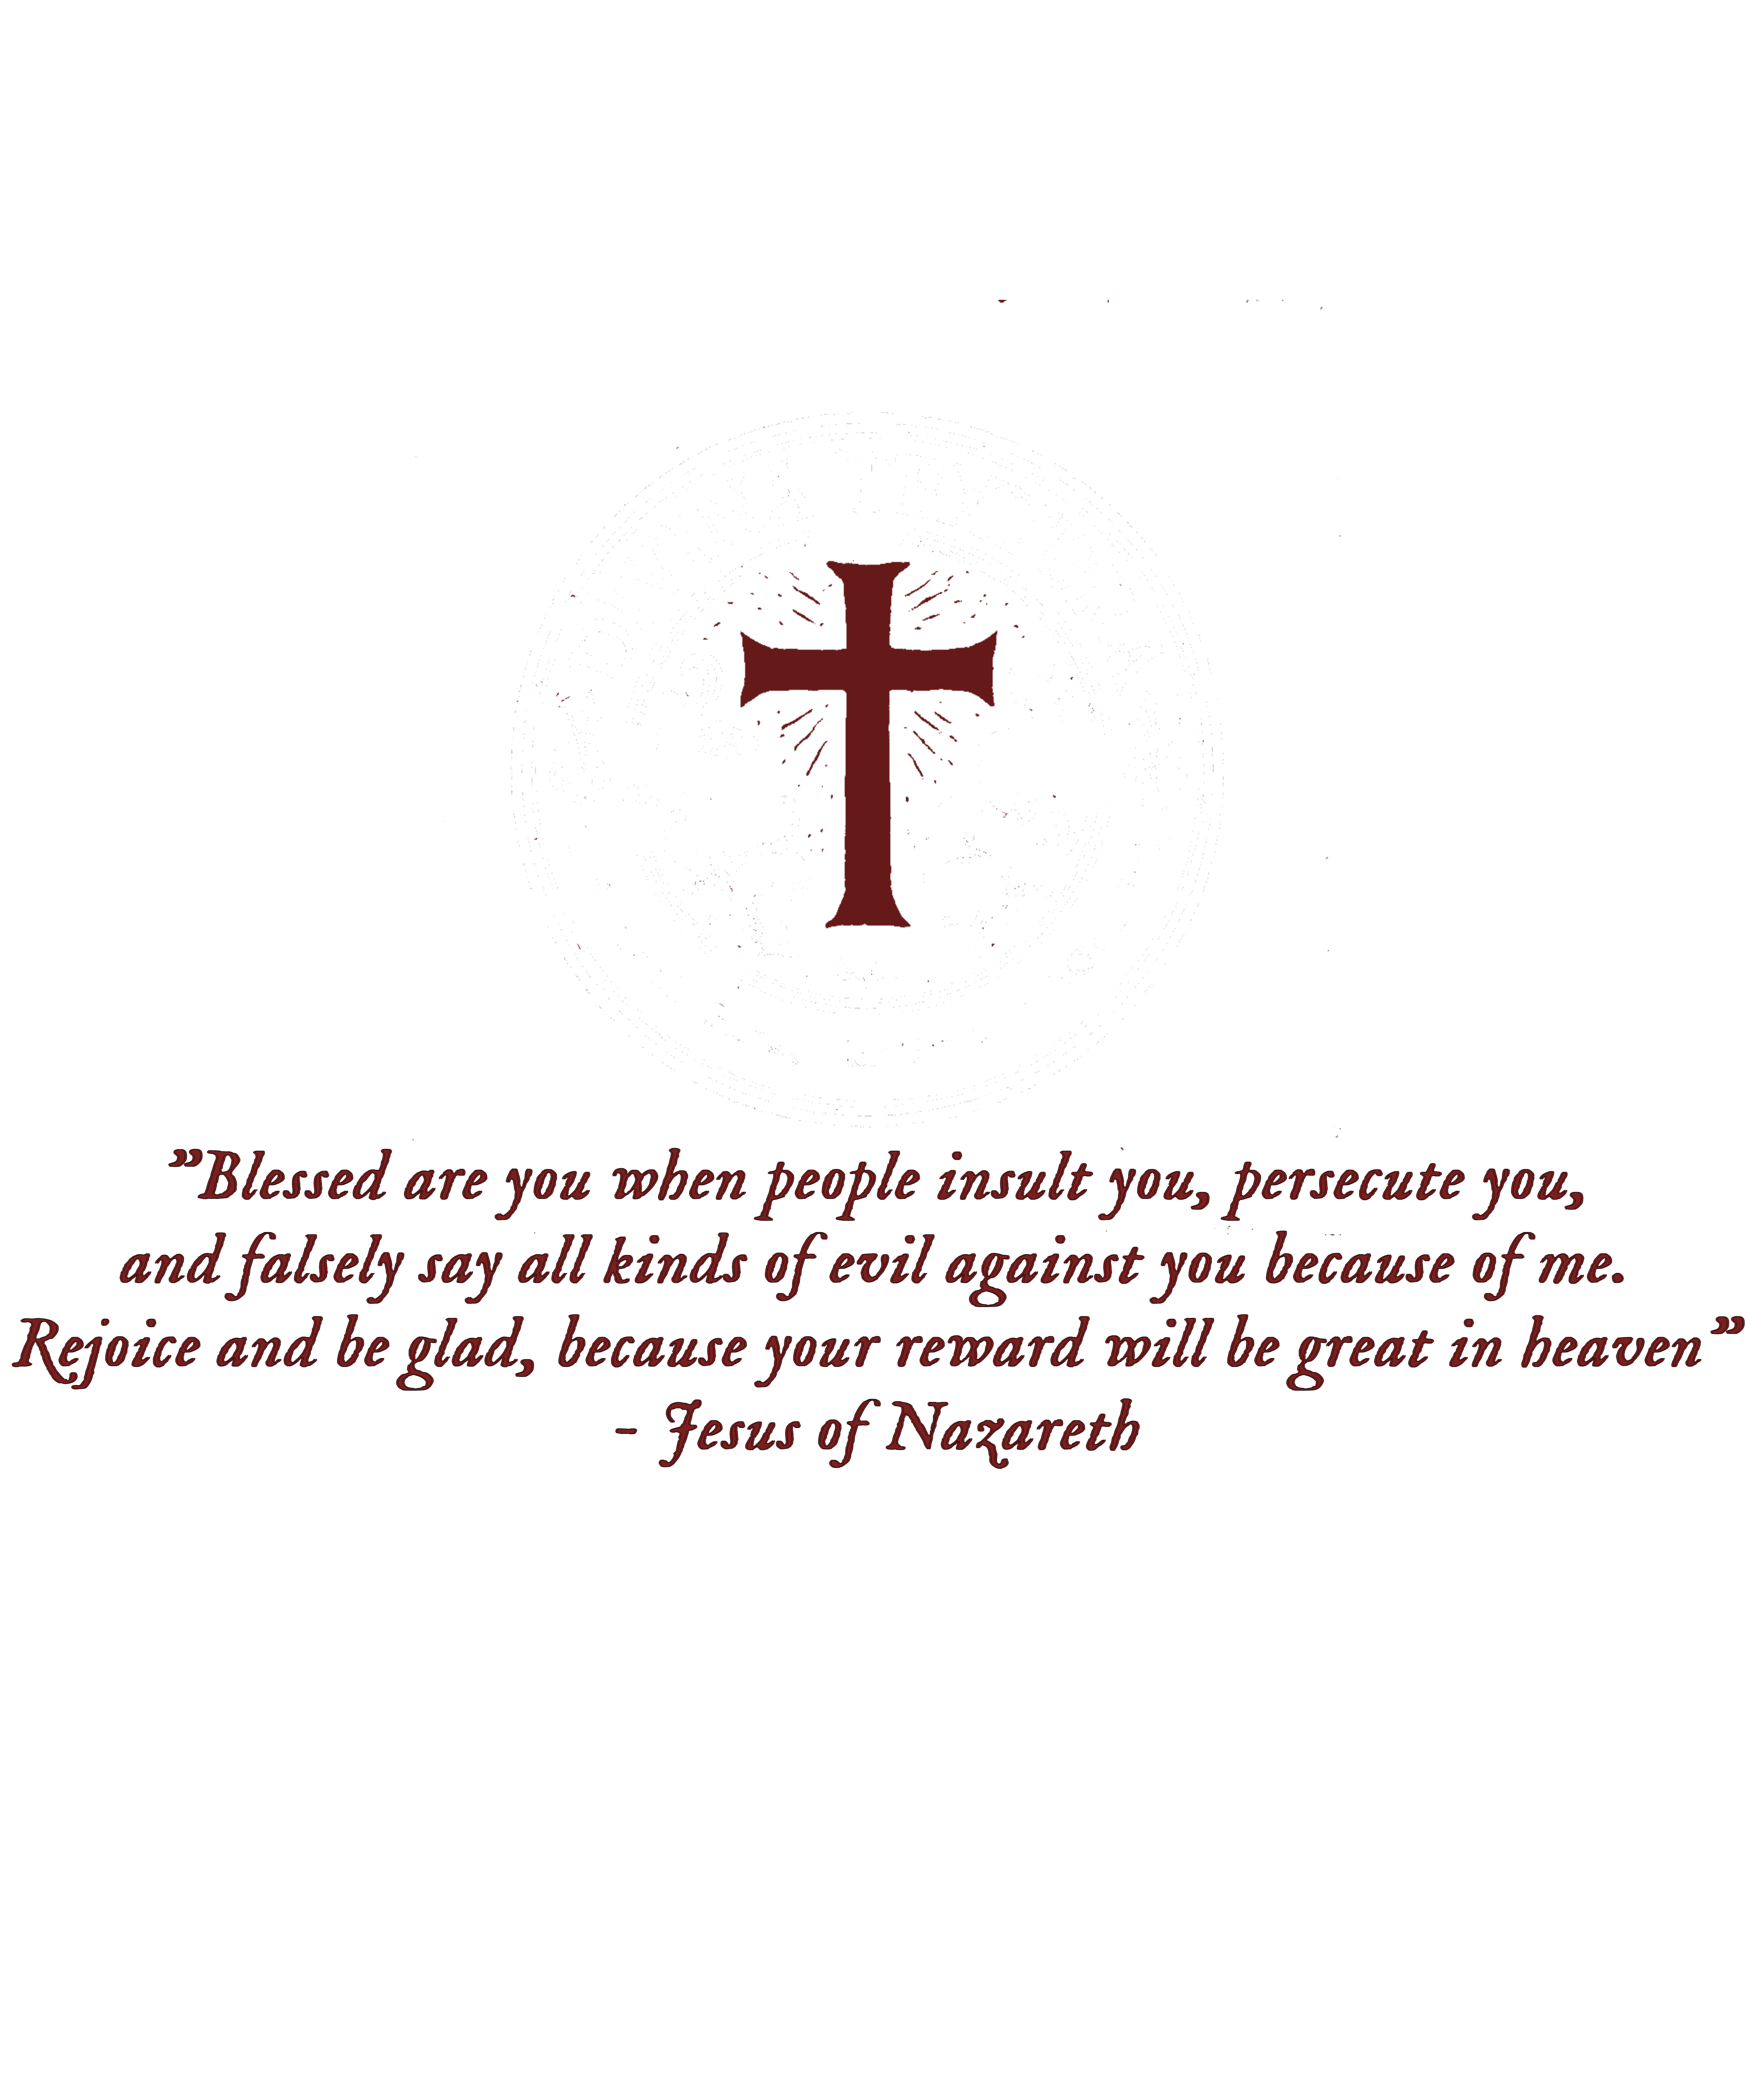 ”Blessed are you when people insult you, persecute you,
and falsely say all kinds of evil against you because of me.
Rejoice and be glad, because your reward will be great in heaven”
- Jesus of Nazareth